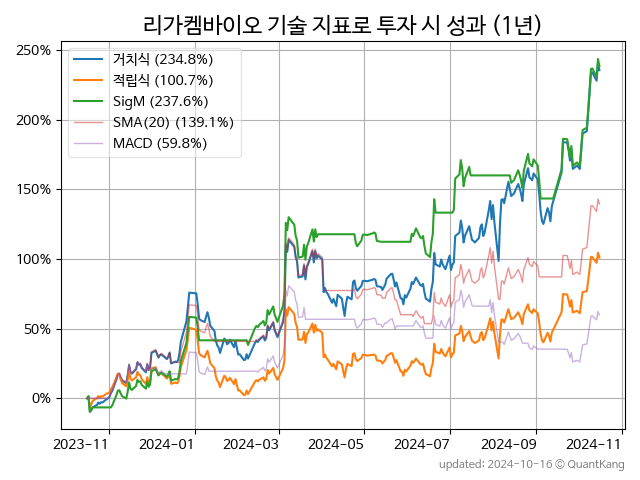 리가켐바이오 기술 지표로 투자 시 성과 (1년)
250%
200%
150%
100%
50%
0%
거치식 (234.8%)
적립식 (100.7%)
SigM (237.6%)
SMA(20) (139.1%)
MACD (59.8%)
2023-11 2024-01 2024-03 2024-05 2024-07 2024-09 2024-11
updated: 2024-10-16 © QuantKang